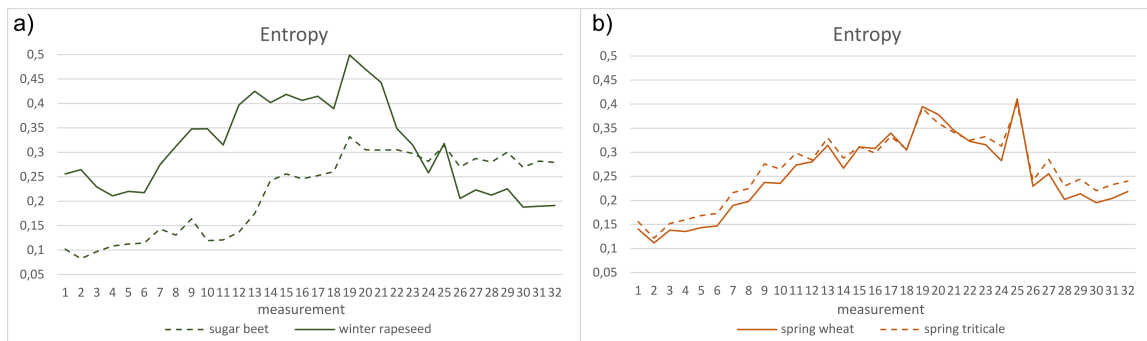 a)
Entropy
0,5
0,45
0,4
0,35
0,3
0,25
0,2
0,15
0,1
0,05
1 2 3 4 5 6 7 8 9 10 11 12 13 14 15 16 17 18 19 20 21 22 23 24 25 26 27 28 29 30 31 32
measurement
sugar beet winter rapeseed
b)
Entropy
0,5
0,45
0,4
0,35
0,3
0,25
0,2
0,15
0,1
0,05
1 2 3 4 5 6 7 8 9 10 11 12 13 14 15 16 17 18 19 20 21 22 23 24 25 26 27 28 29 30 31 32
measurement
spring wheat spring triticale